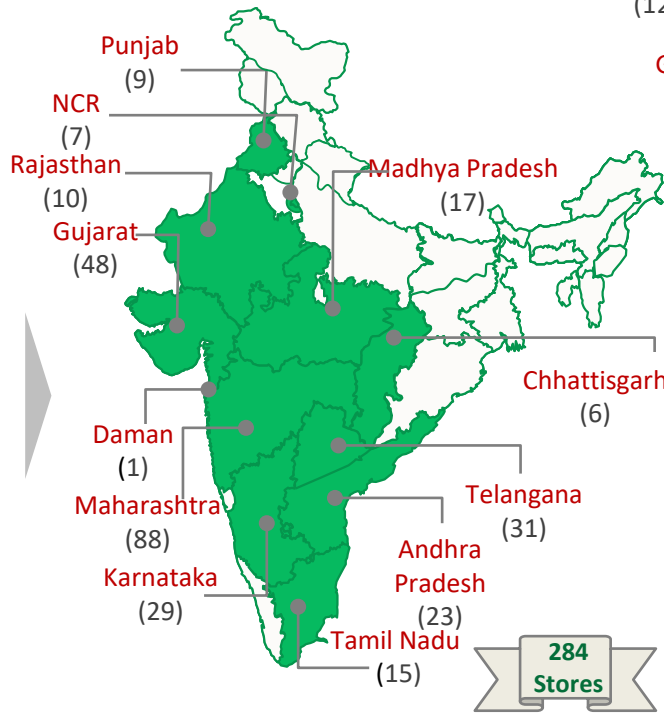 (12
C
Punjab
(9)
NCR
(7)
Rajasthan
(10)
Gujarat
(48)
Madhya Pradesh
(17)
Chhattisgarh
(6)
Daman
(1)
Maharashtra
(88)
Telangana
(31)
Andhra
Pradesh
(23)
Karnataka
(29)
Tamil Nadu
(15)
284
Stores